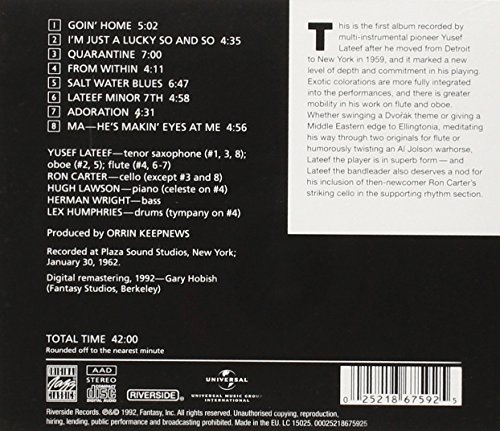 1 GOIN' HOME 5:02
2 I'M JUST A LUCKY SO AND SO 4:35
3 QUARANTINE 7:00
4 FROM WITHIN 4:11
5 SALT WATER BLUES 6:47
6 LATEEF MINOR 7TH 4:58
7 ADORATION 4:31
8 MA—HE'S MAKIN' EYES AT ME 4:56
YUSEF LATEEF—tenor saxophone (#1, 3, 8);
oboe (#2, 5); flute (#4, 6-7)
RON CARTER—cello (except #3 and 8)
HUGH LAWSON—piano (celeste on #4)
HERMAN WRIGHT—bass
LEX HUMPHRIES—drums (tympany on #4)
Produced by ORRIN KEEPNEWS
Recorded at Plaza Sound Studios, New York;
January 30, 1962.
Digital remastering, 1992—Gary Hobish
(Fantasy Studios, Berkeley)
TOTAL TIME 42:00
Rounded off to the nearest minute
This is the first album recorded by
multi-instrumental pioneer Yusef
Lateef after he moved from Detroit
to New York in 1959, and it marked a new
level of depth and commitment in his playing.
Exotic colorations are more fully integrated
into the performances, and there is greater
mobility in his work on flute and oboe.
Whether swinging a Dvořák theme or giving a
Middle Eastern edge to Ellingtonia, meditating
his way through two originals for flute or
humorously twisting an Al Jolson warhorse,
Lateef the player is in superb form — and
Lateef the bandleader also deserves a nod for
his inclusion of then-newcomer Ron Carter's
striking cello in the supporting rhythm section.
ORIGINAL
Jazz
CLASSICS
AAD
STEREO
COMPACT
disc
DIGITAL AUDIO
RIVERSIDE
UNIVERSAL
UNIVERSAL MUSIC GROUP
0 25218 67592 5
Riverside Records. ℗&© 1992, Fantasy, Inc. All rights reserved. Unauthorised copying, reproduction,
hiring, lending, public performance and broadcasting prohibited. Made in the EU. LC 15025. 00025218675925